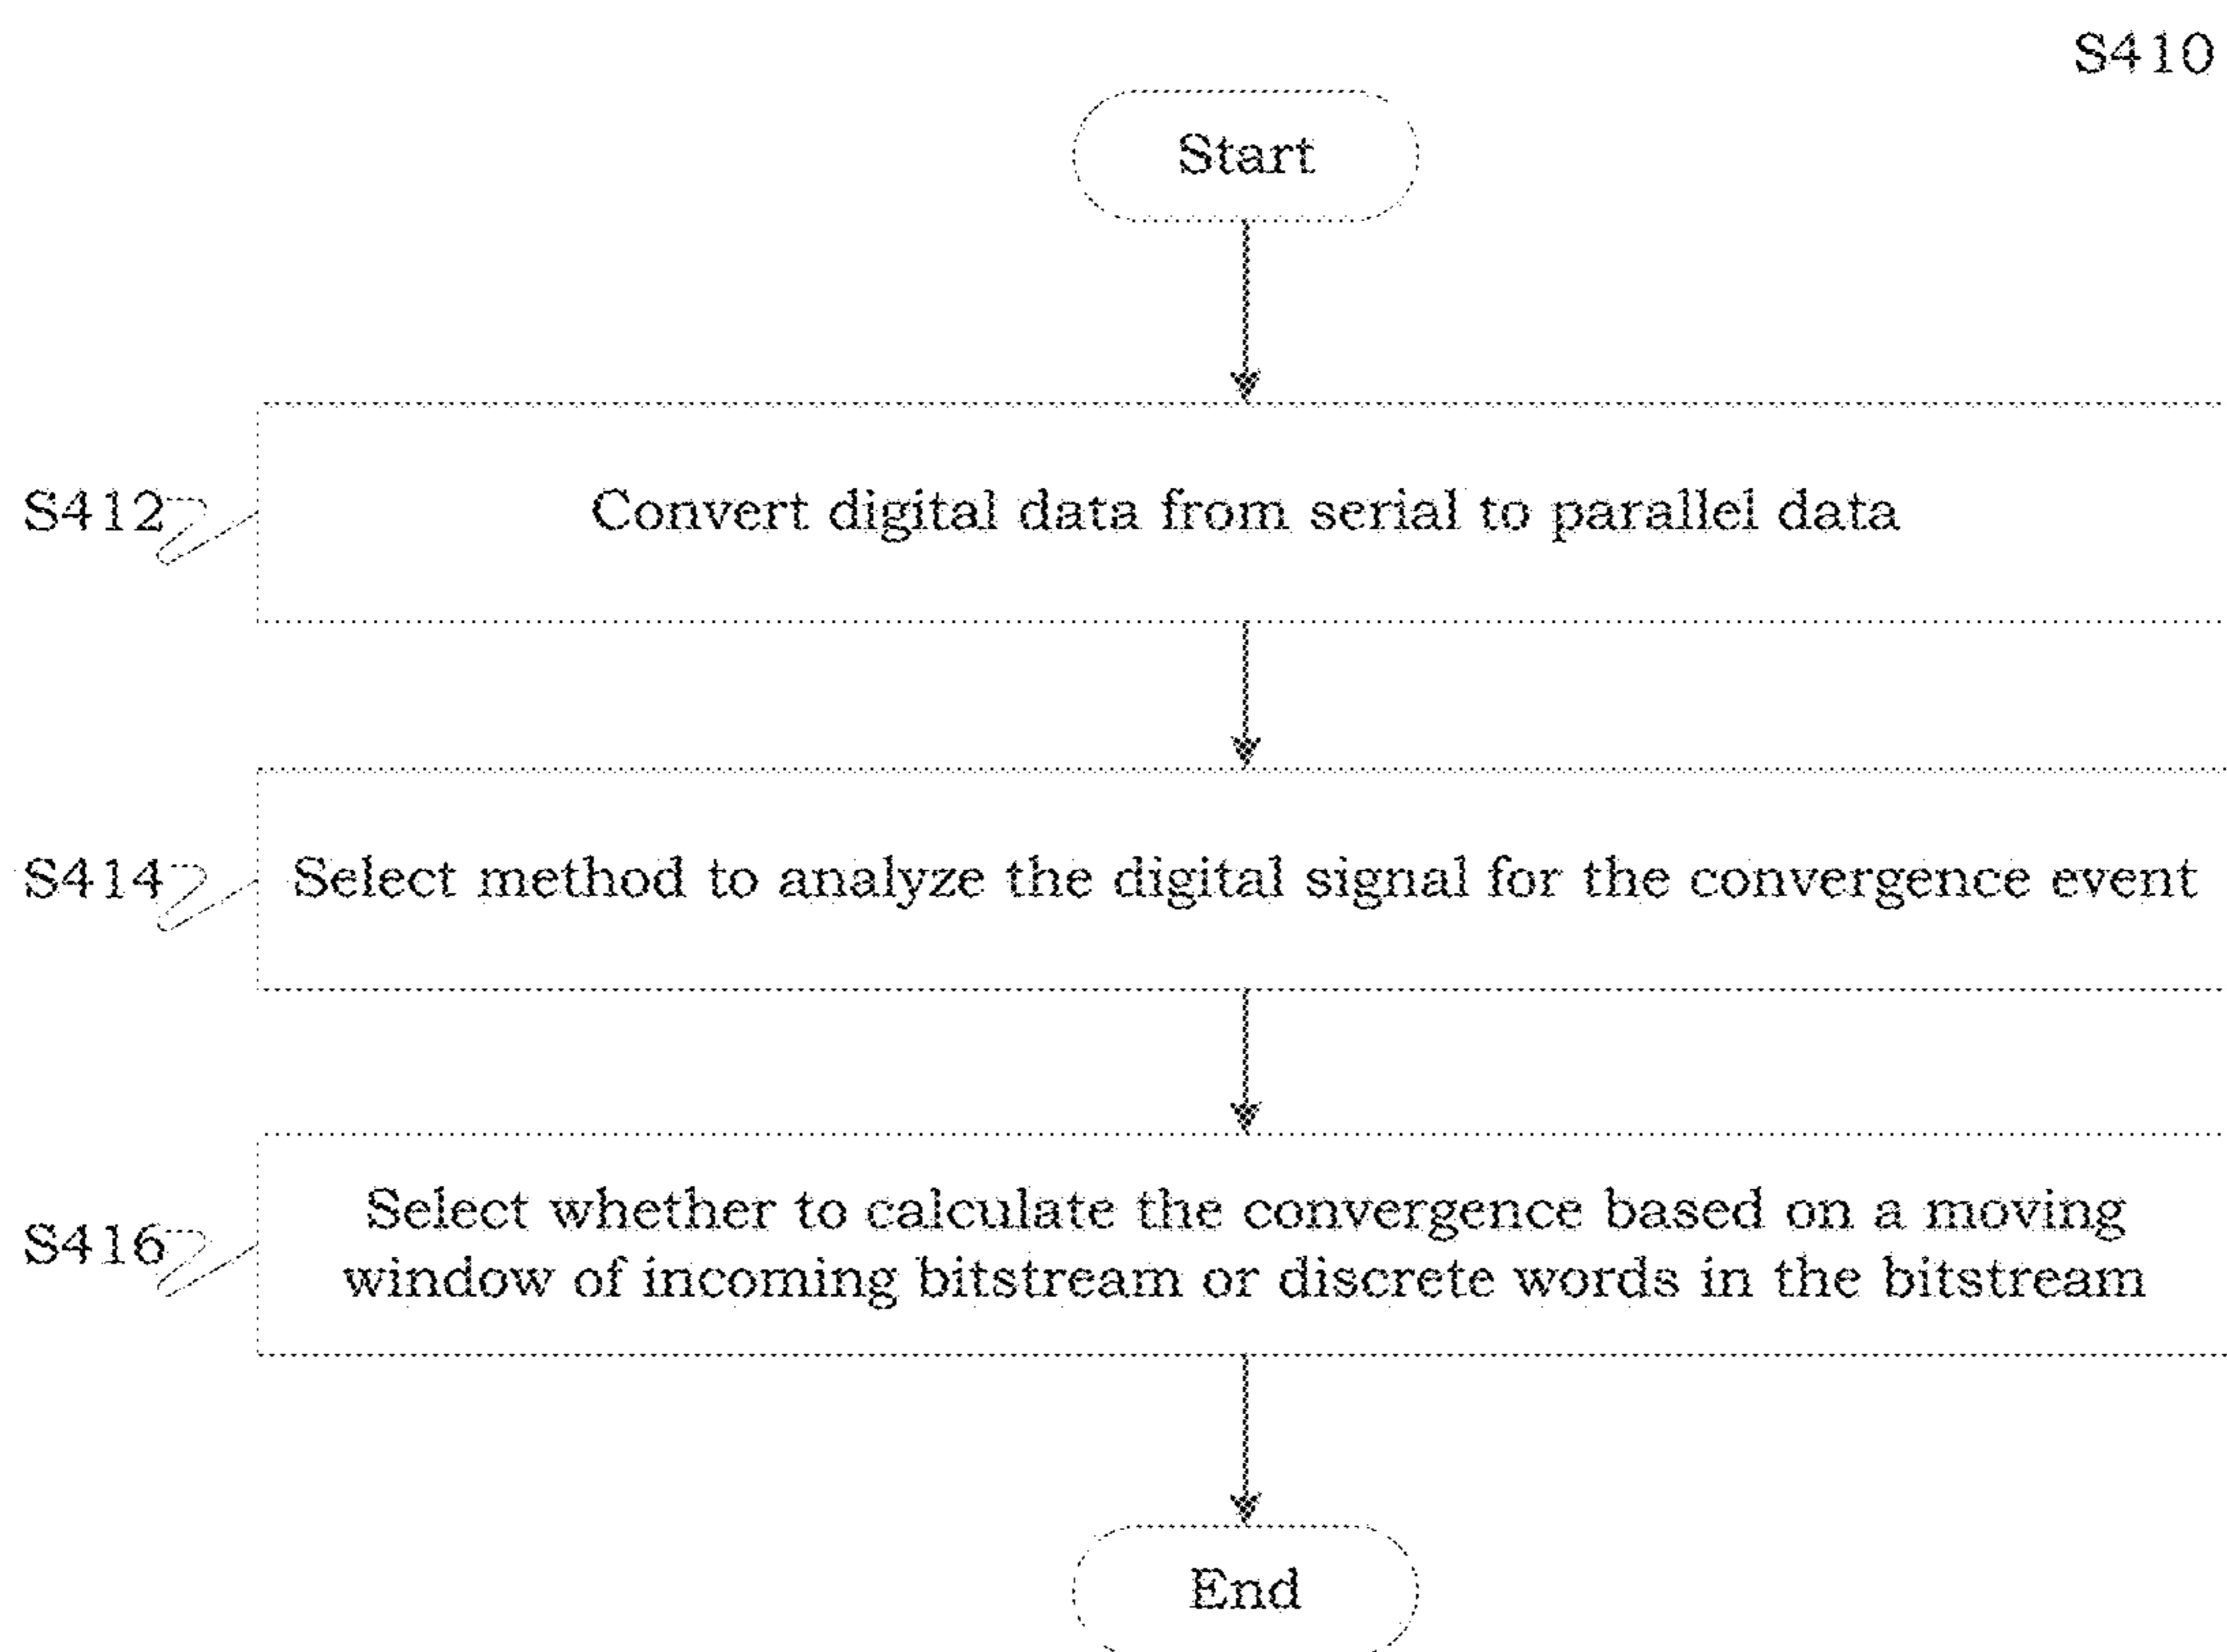 S410
Start
S412
Convert digital data from serial to parallel data
S414
Select method to analyze the digital signal for the convergence event
S416
Select whether to calculate the convergence based on a moving
window of incoming bitstream or discrete words in the bitstream
End